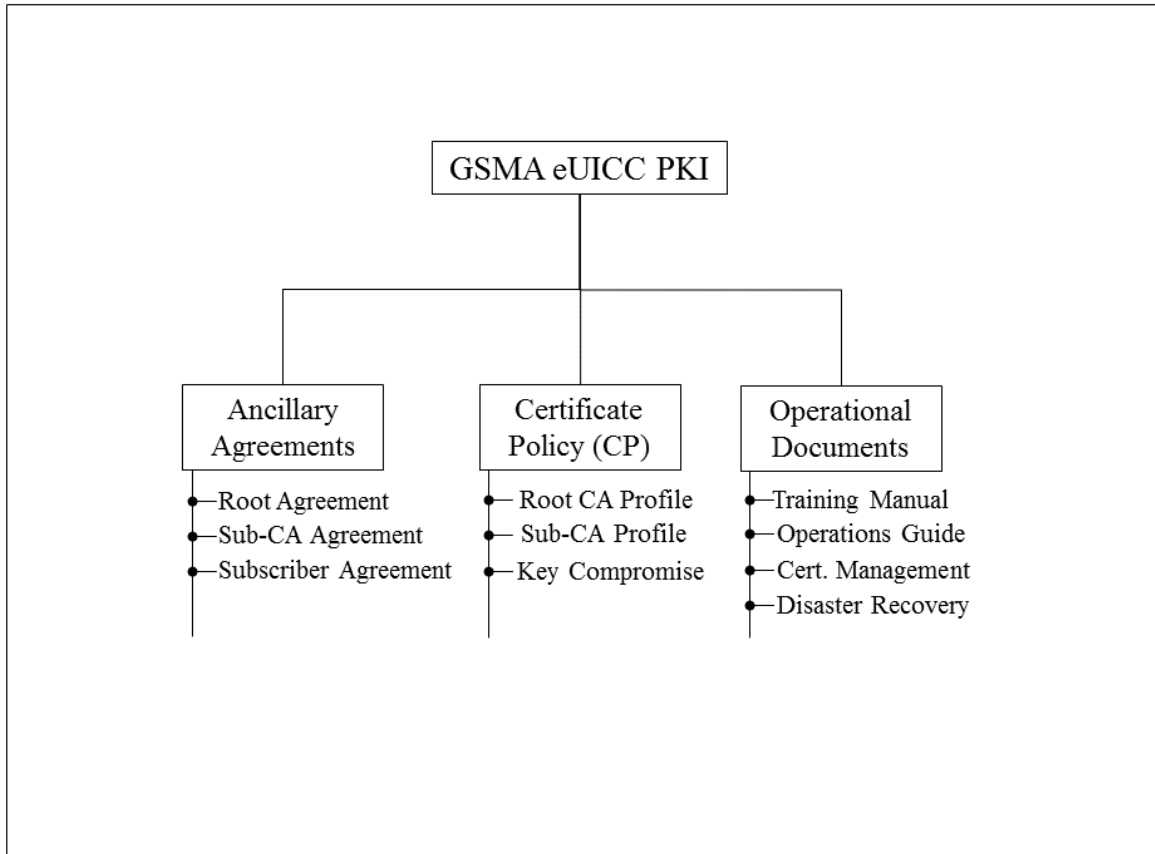 GSMA eUICC PKI
Ancillary
Agreements
Root Agreement
Sub-CA Agreement
Subscriber Agreement
Certificate
Policy (CP)
Root CA Profile
Sub-CA Profile
Key Compromise
Operational
Documents
Training Manual
Operations Guide
Cert. Management
Disaster Recovery